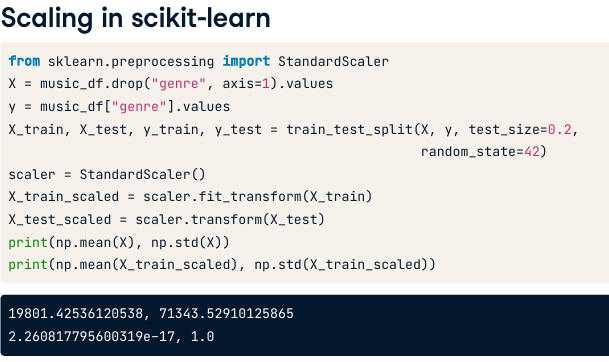 Scaling in scikit-learn
from sklearn.preprocessing import StandardScaler
X = music_df.drop("genre", axis=1).values
y = music_df["genre"].values
X_train, X_test, y_train, y_test = train_test_split(X, y, test_size=0.2,
random_state=42)
scaler = StandardScaler()
X_train_scaled = scaler.fit_transform(X_train)
X_test_scaled = scaler.transform(X_test)
print(np.mean(X), np.std(X))
print(np.mean(X_train_scaled), np.std(X_train_scaled))
19801.42536120538, 71343.52910125865
2.260817795600319e-17, 1.0